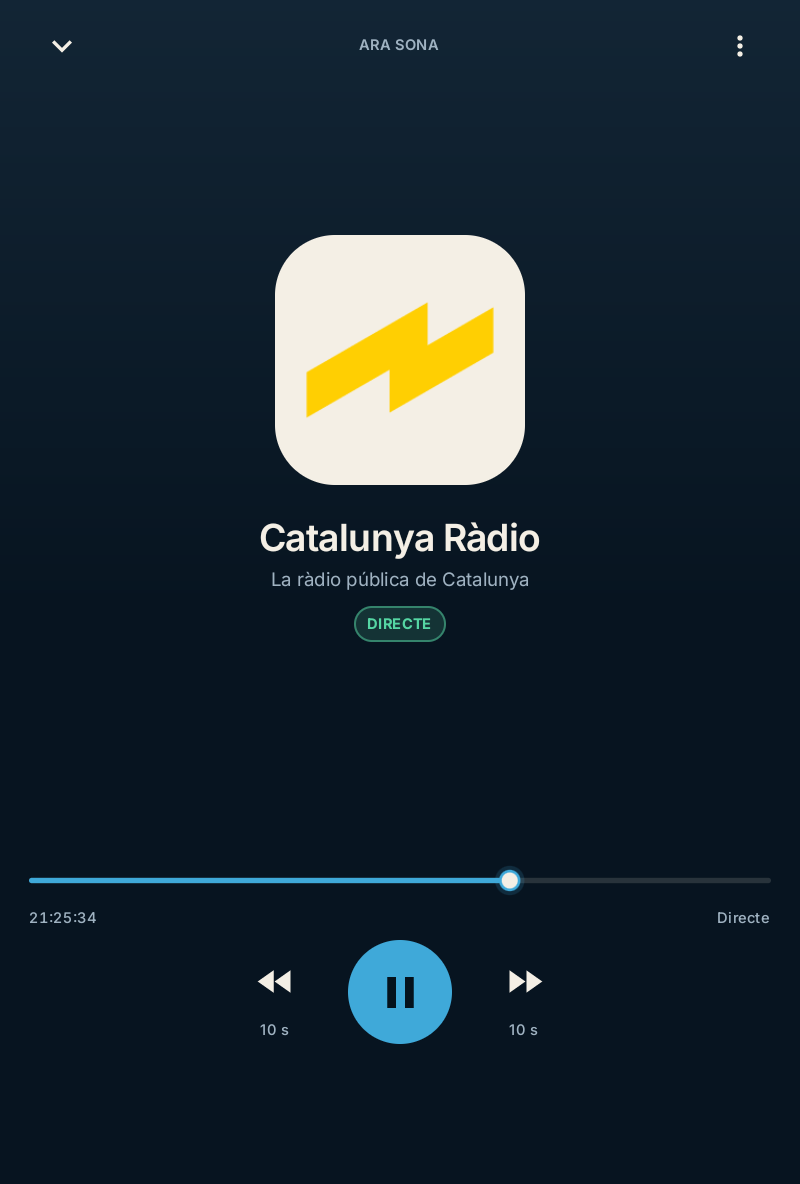 ARA SONA
Catalunya Ràdio
La ràdio pública de Catalunya
DIRECTE
21:25:34
Directe
10 s
10 s